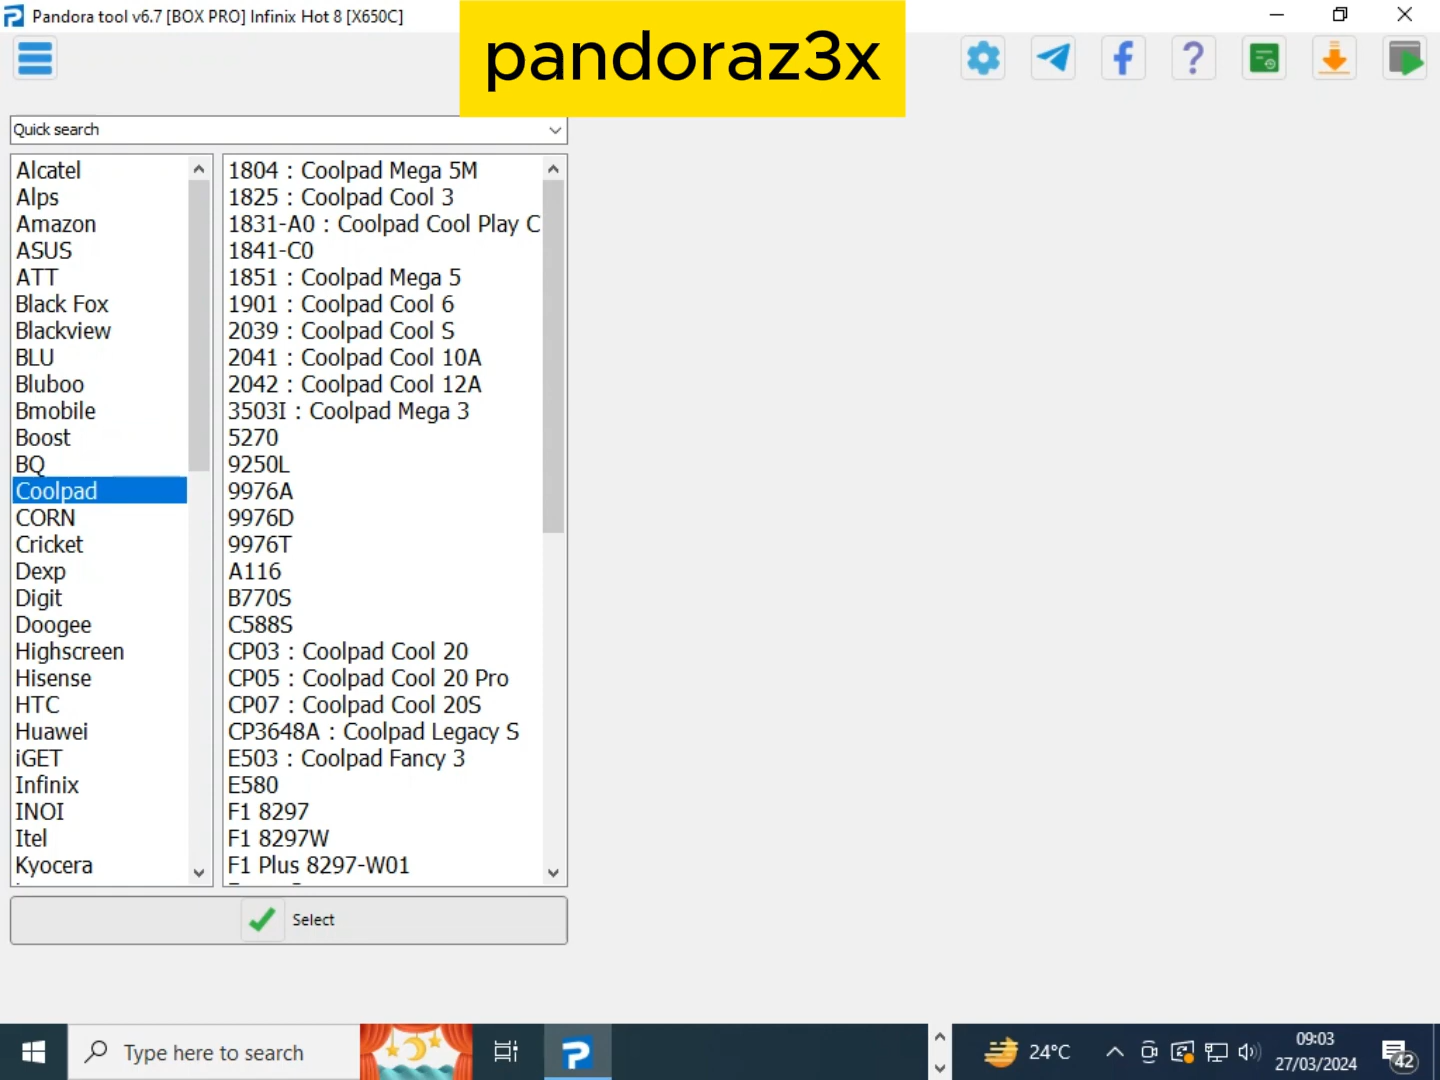 Pandora tool v6.7 [BOX PRO] Infinix Hot 8 [X650C]
pandoraz3x
Quick search
Alcatel
Alps
Amazon
ASUS
ATT
Black Fox
Blackview
BLU
Bluboo
Bmobile
Boost
BQ
Coolpad
CORN
Cricket
Dexp
Digit
Doogee
Highscreen
Hisense
HTC
Huawei
iGET
Infinix
INOI
Itel
Kyocera
1804 : Coolpad Mega 5M
1825 : Coolpad Cool 3
1831-A0 : Coolpad Cool Play C
1841-C0
1851 : Coolpad Mega 5
1901 : Coolpad Cool 6
2039 : Coolpad Cool S
2041 : Coolpad Cool 10A
2042 : Coolpad Cool 12A
3503I : Coolpad Mega 3
5270
9250L
9976A
9976D
9976T
A116
B770S
C588S
CP03 : Coolpad Cool 20
CP05 : Coolpad Cool 20 Pro
CP07 : Coolpad Cool 20S
CP3648A : Coolpad Legacy S
E503 : Coolpad Fancy 3
E580
F1 8297
F1 8297W
F1 Plus 8297-W01
Select
Type here to search
24°C
09:03
27/03/2024
42